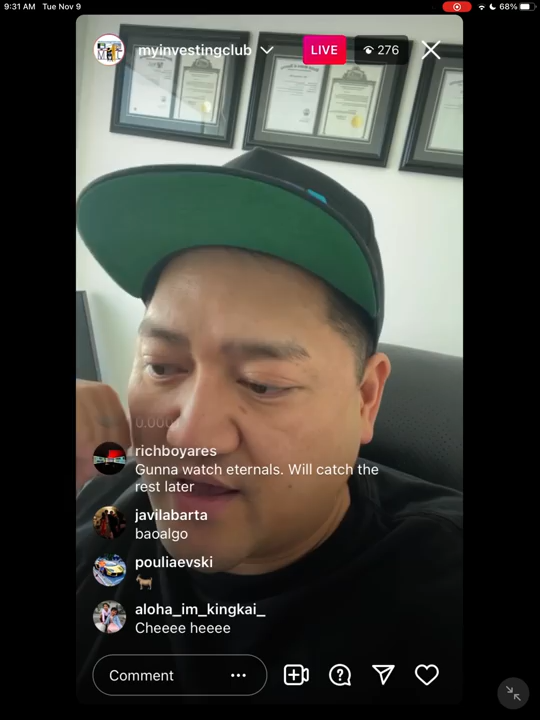 9:31 AM Tue Nov 9
68%
myinvestingclub
LIVE
276
richboyares
Gunna watch eternals. Will catch the
rest later
javilabarta
baoalgo
pouliaevski
aloha_im_kingkai_
Cheeee heeee
Comment